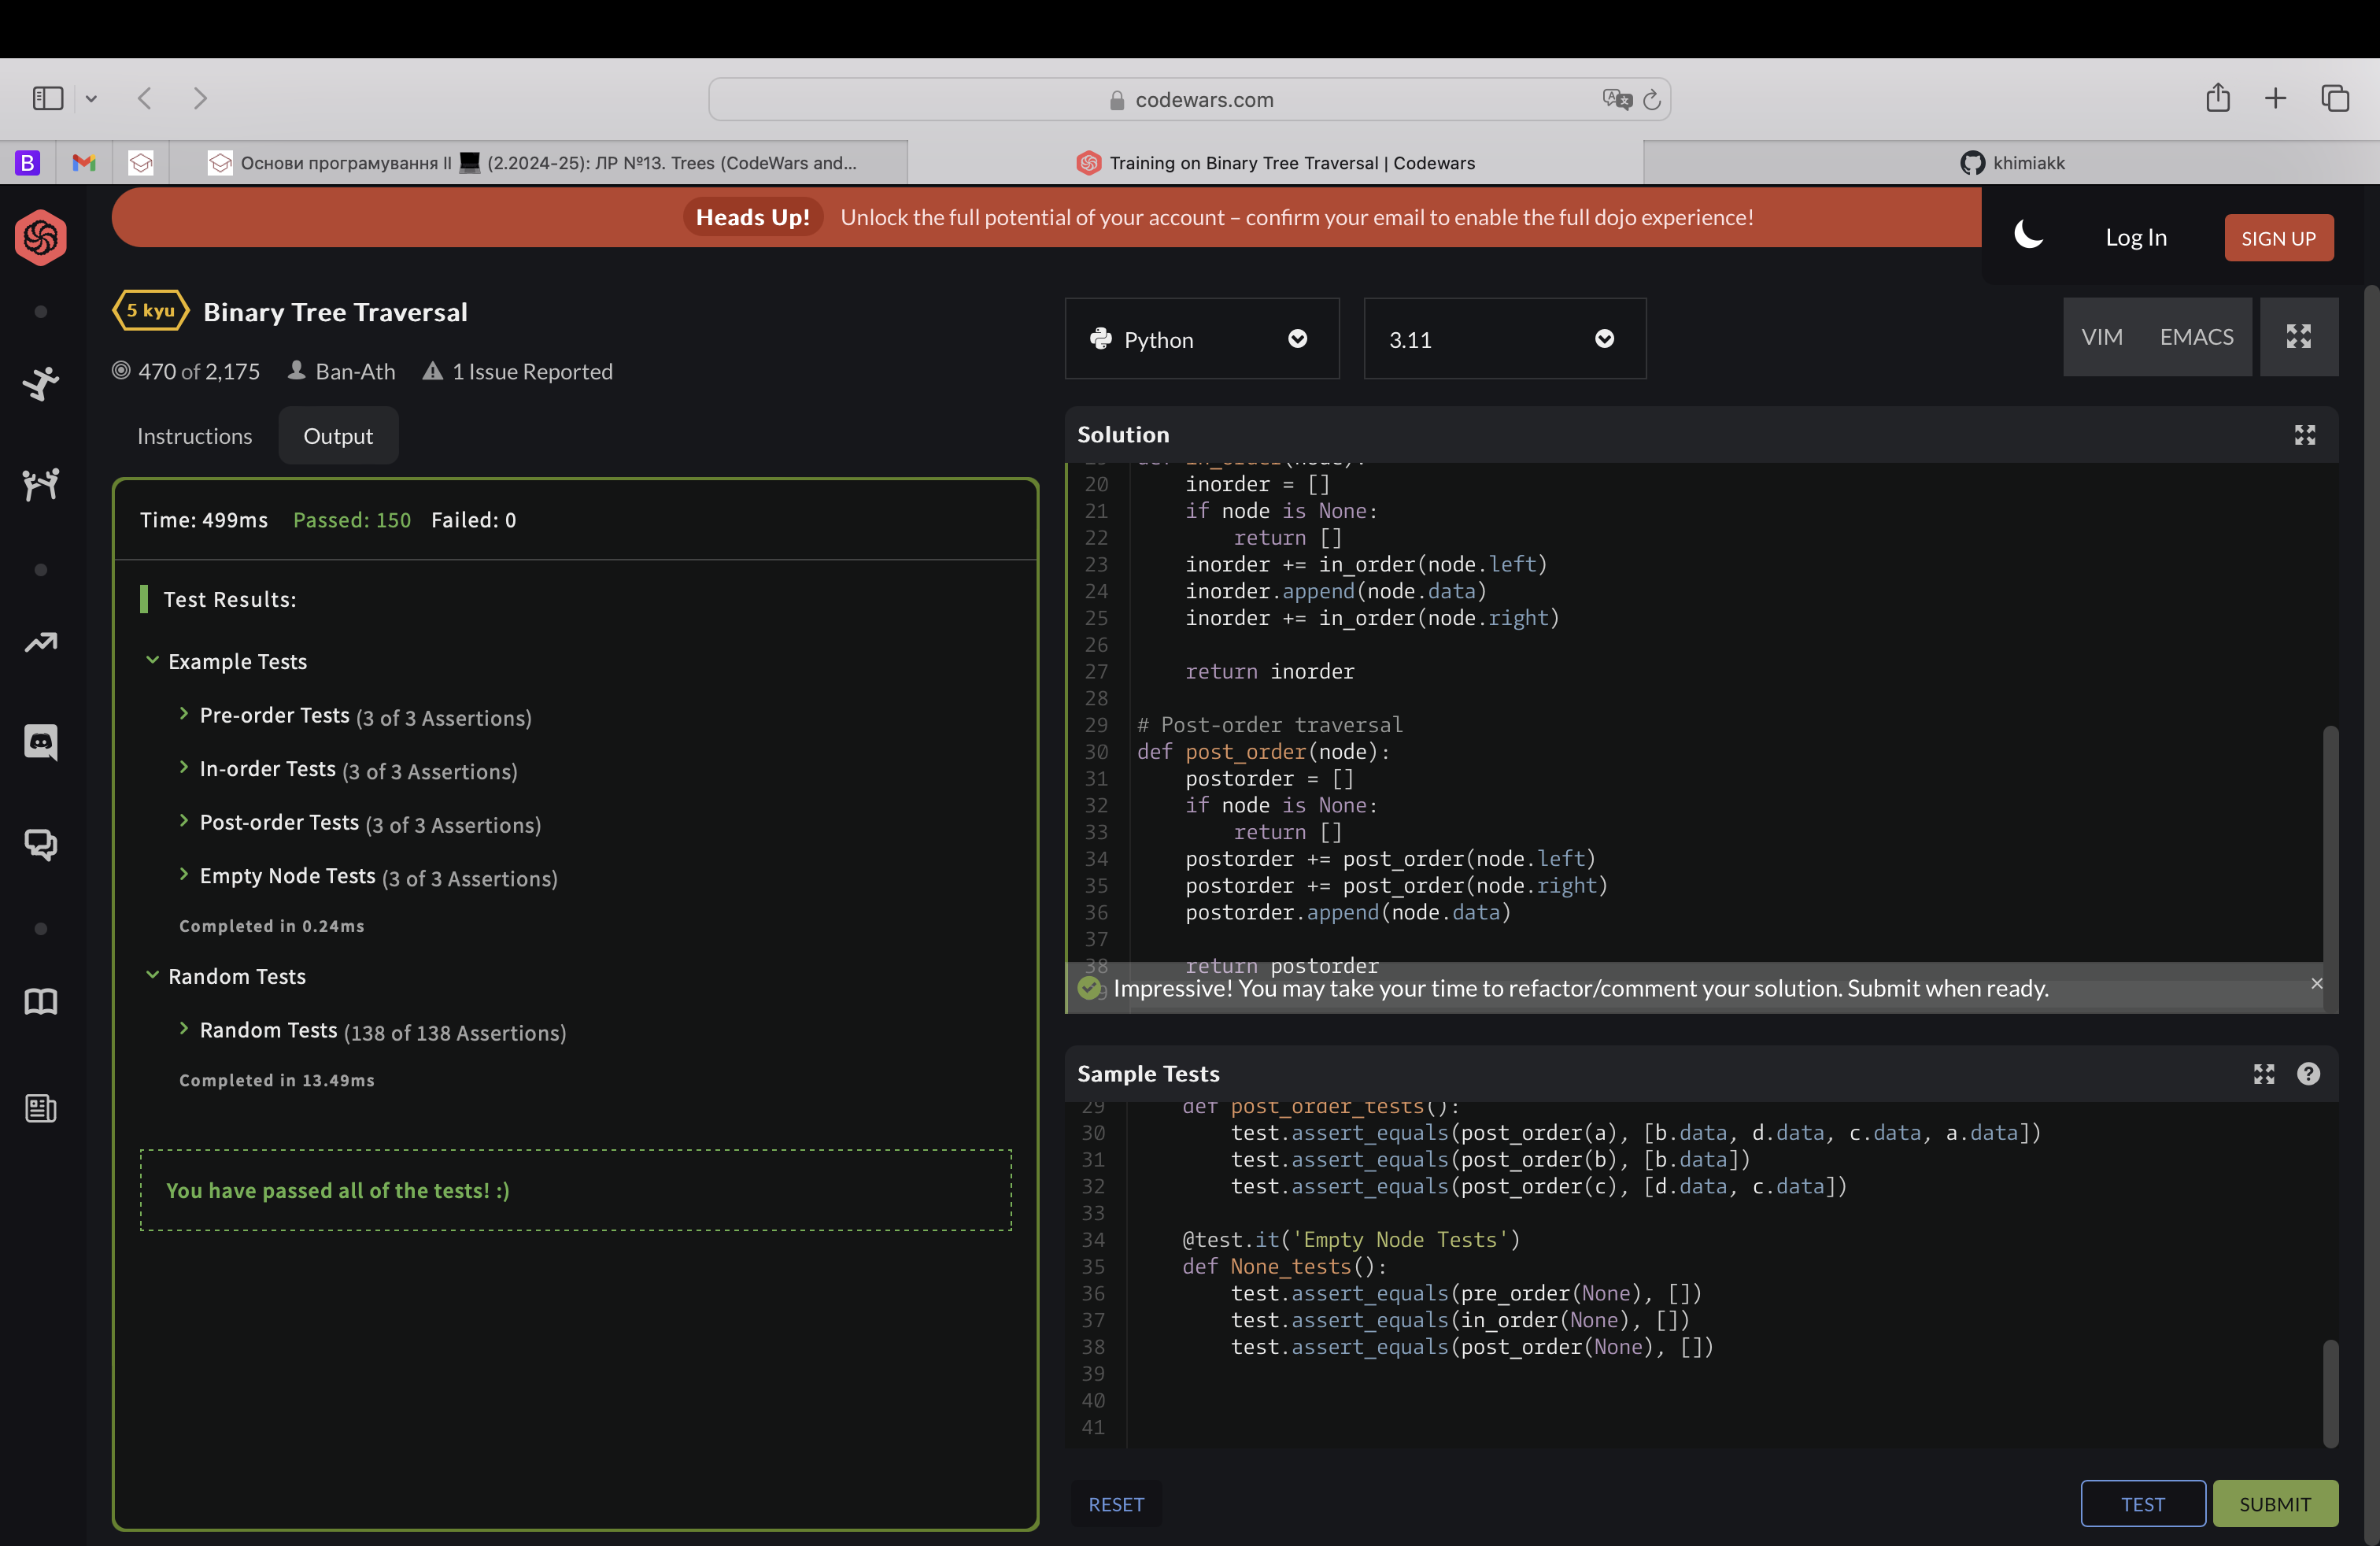 codewars.com
B
Основи програмування II 💻 (2.2024-25): ЛР №13. Trees (CodeWars and...
Training on Binary Tree Traversal | Codewars
khimiakk
Heads Up! Unlock the full potential of your account – confirm your email to enable the full dojo experience!
Log In
SIGN UP
5 kyu Binary Tree Traversal
470 of 2,175 Ban-Ath 1 Issue Reported
Instructions
Output
Time: 499ms Passed: 150 Failed: 0
Test Results:
Example Tests
Pre-order Tests (3 of 3 Assertions)
In-order Tests (3 of 3 Assertions)
Post-order Tests (3 of 3 Assertions)
Empty Node Tests (3 of 3 Assertions)
Completed in 0.24ms
Random Tests
Random Tests (138 of 138 Assertions)
Completed in 13.49ms
You have passed all of the tests! :)
Python
3.11
VIM
EMACS
Solution
19 def in_order(node):
20 inorder = []
21 if node is None:
22 return []
23 inorder += in_order(node.left)
24 inorder.append(node.data)
25 inorder += in_order(node.right)
26
27 return inorder
28
29 # Post-order traversal
30 def post_order(node):
31 postorder = []
32 if node is None:
33 return []
34 postorder += post_order(node.left)
35 postorder += post_order(node.right)
36 postorder.append(node.data)
37
38 return postorder
Impressive! You may take your time to refactor/comment your solution. Submit when ready.
Sample Tests
29 def post_order_tests():
30 test.assert_equals(post_order(a), [b.data, d.data, c.data, a.data])
31 test.assert_equals(post_order(b), [b.data])
32 test.assert_equals(post_order(c), [d.data, c.data])
33
34 @test.it('Empty Node Tests')
35 def None_tests():
36 test.assert_equals(pre_order(None), [])
37 test.assert_equals(in_order(None), [])
38 test.assert_equals(post_order(None), [])
39
40
41
RESET
TEST
SUBMIT